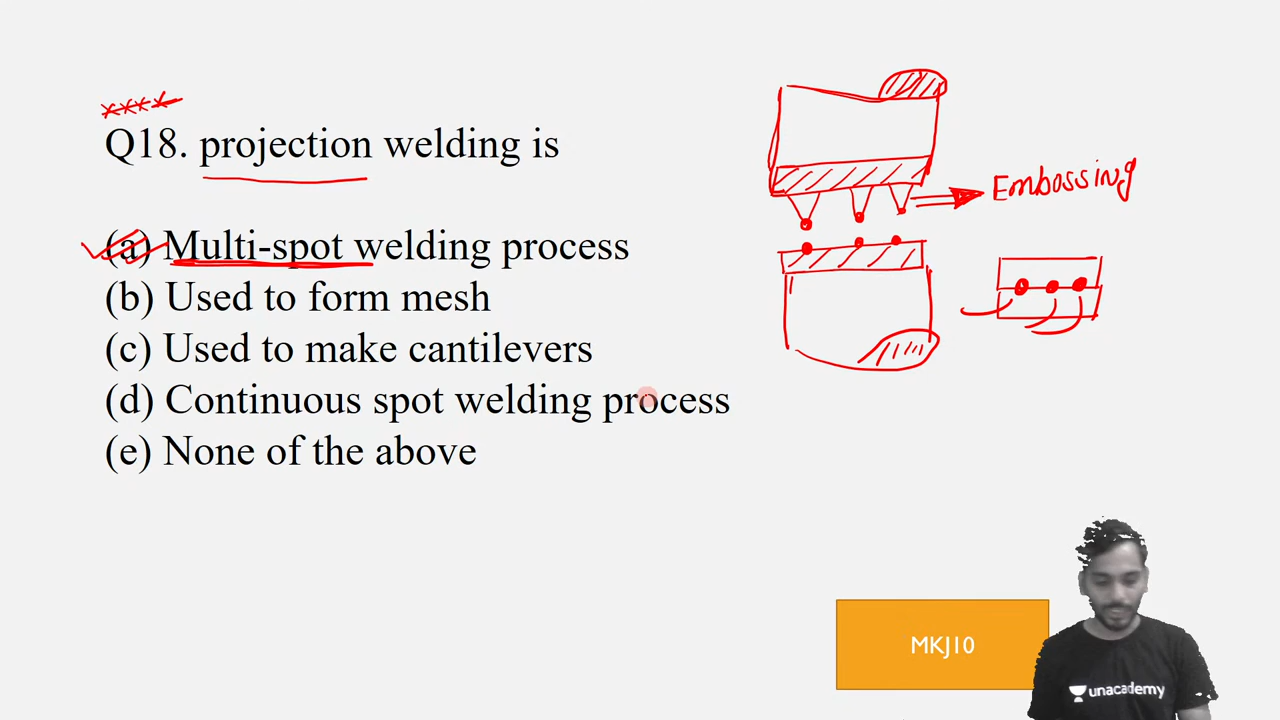 xxxx
Q18. projection welding is
(a) Multi-spot welding process
(b) Used to form mesh
(c) Used to make cantilevers
(d) Continuous spot welding process
(e) None of the above
Embossing
MKJ10
unacademy